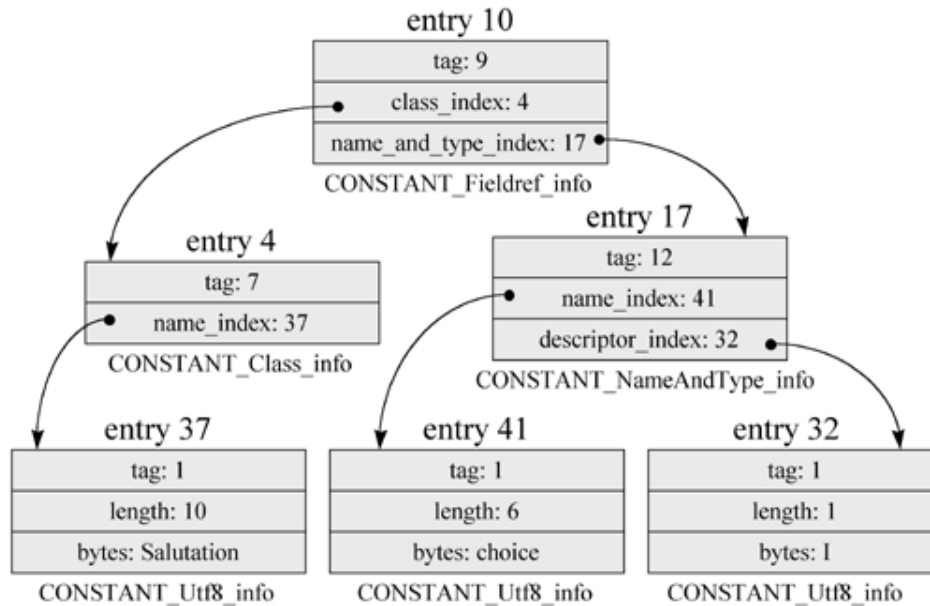 entry 10
tag: 9
class_index: 4
name_and_type_index: 17
CONSTANT_Fieldref_info
entry 4
tag: 7
name_index: 37
CONSTANT_Class_info
entry 17
tag: 12
name_index: 41
descriptor_index: 32
CONSTANT_NameAndType_info
entry 37
tag: 1
length: 10
bytes: Salutation
CONSTANT_Utf8_info
entry 41
tag: 1
length: 6
bytes: choice
CONSTANT_Utf8_info
entry 32
tag: 1
length: 1
bytes: I
CONSTANT_Utf8_info